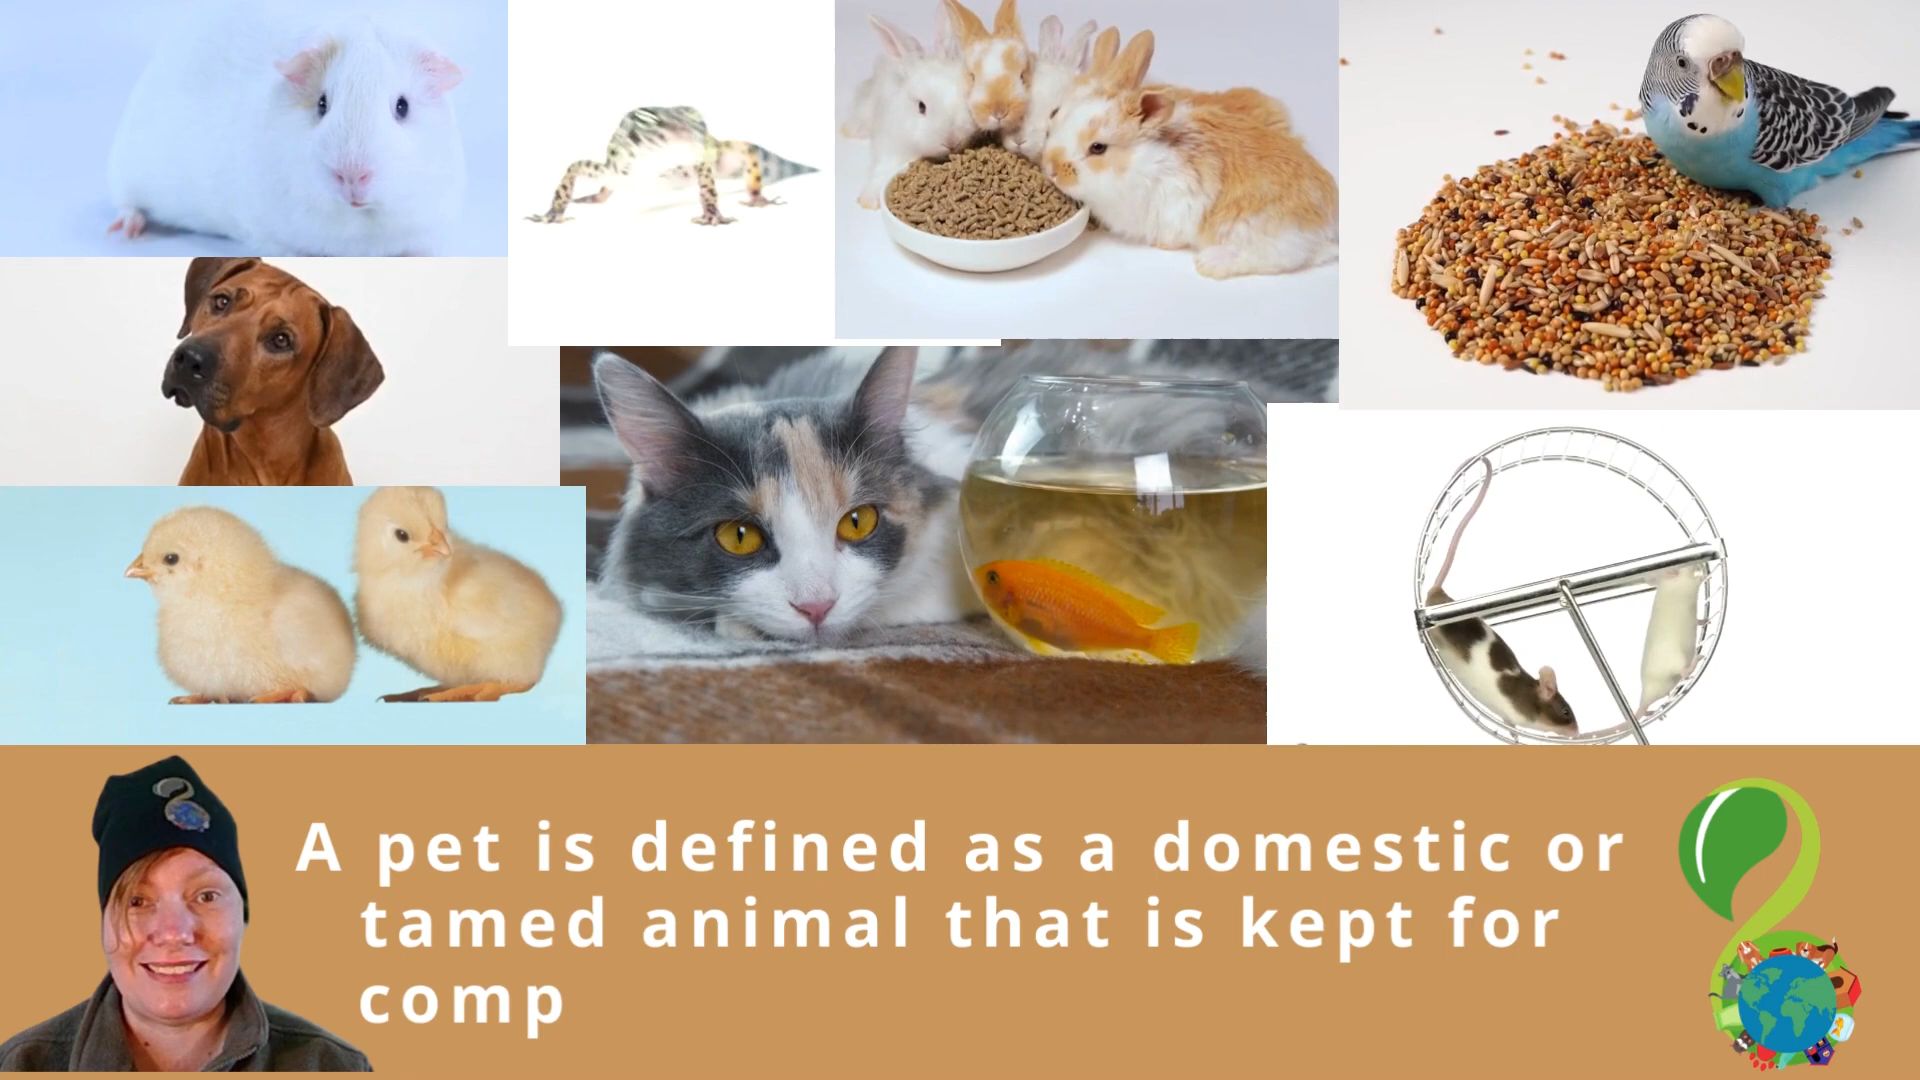 A pet is defined as a domestic or
tamed animal that is kept for
comp